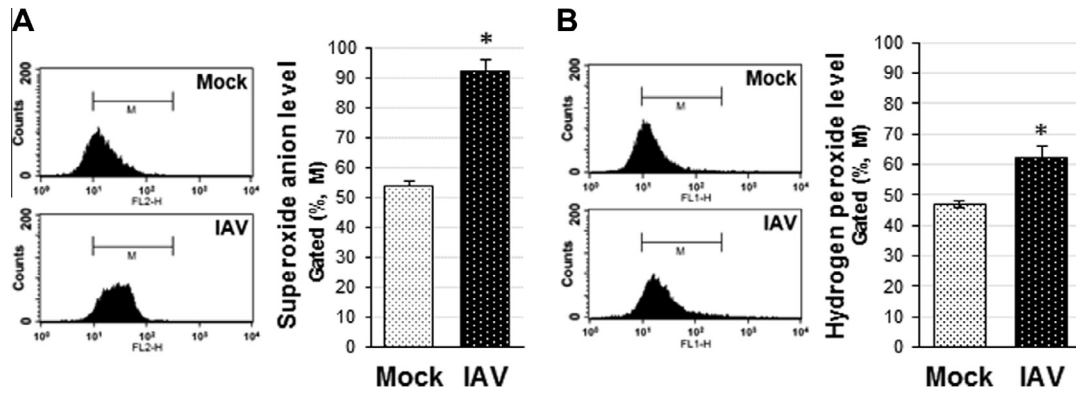 A
200
Counts
0
M
Mock
10⁰ 10¹ 10² 10³ 10⁴
FL2-H
200
Counts
0
M
IAV
10⁰ 10¹ 10² 10³ 10⁴
FL2-H
Superoxide anion level
Gated (%, M)
100
90
80
70
60
50
40
30
20
10
0
*
Mock IAV
B
200
Counts
0
M
Mock
10⁰ 10¹ 10² 10³ 10⁴
FL1-H
200
Counts
0
M
IAV
10⁰ 10¹ 10² 10³ 10⁴
FL1-H
Hydrogen peroxide level
Gated (%, M)
100
90
80
70
60
50
40
30
20
10
0
*
Mock IAV